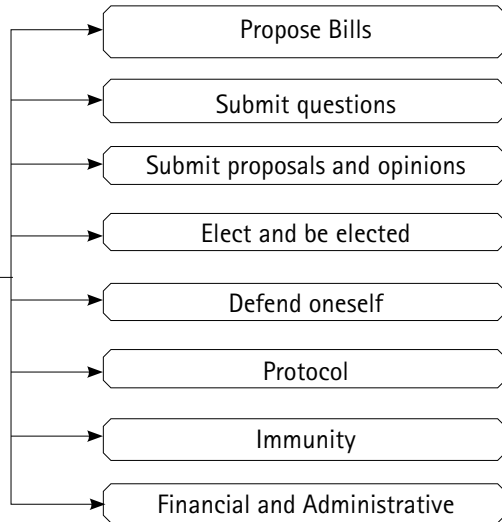 Propose Bills
Submit questions
Submit proposals and opinions
Elect and be elected
Defend oneself
Protocol
Immunity
Financial and Administrative